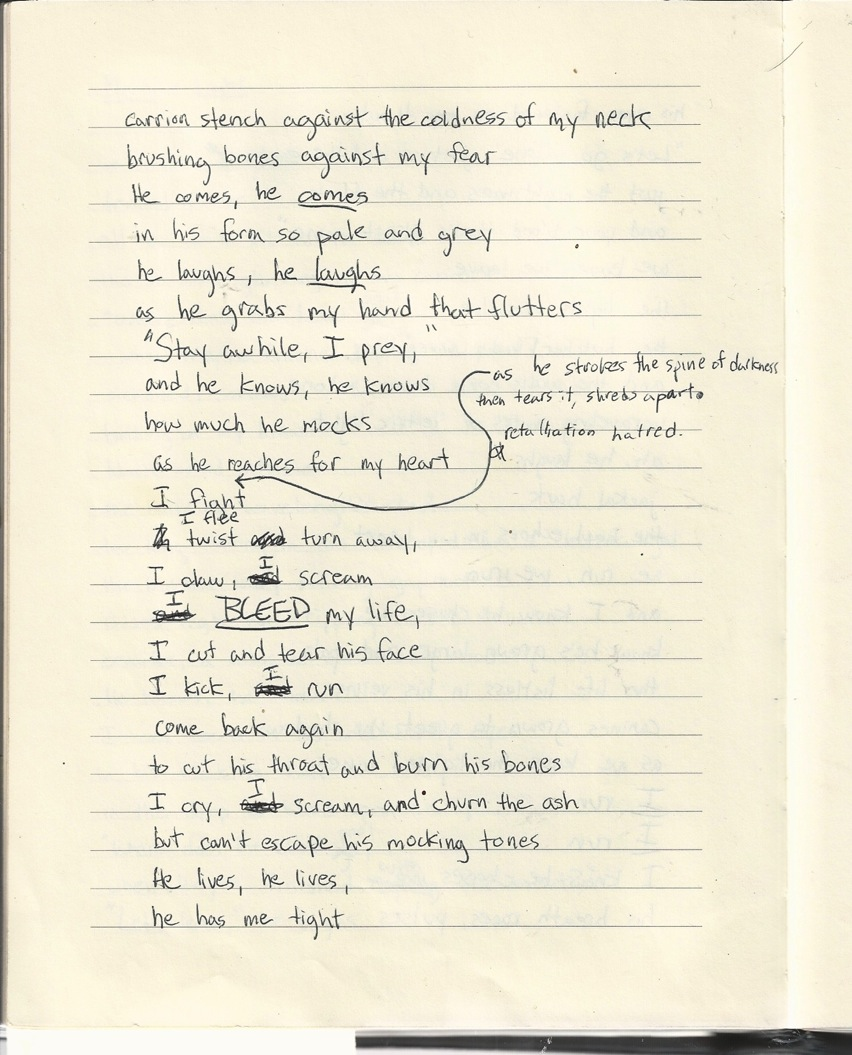 carrion stench against the coldness of my neck
brushing bones against my fear
He comes, he comes
in his form so pale and grey
he laughs, he laughs
as he grabs my hand that flutters
"Stay awhile, I prey,"
and he knows, he knows
as he strokes the spine of darkness
then tears it, shreds apart.
retalliation hatred.
how much he mocks
as he reaches for my heart
I fight
I flee
twist and turn away,
I claw, and I scream
and I BLEED my life,
I cut and tear his face
I kick, and I run
come back again
to cut his throat and burn his bones
I cry, and I scream, and churn the ash
but can't escape his mocking tones
He lives, he lives,
he has me tight